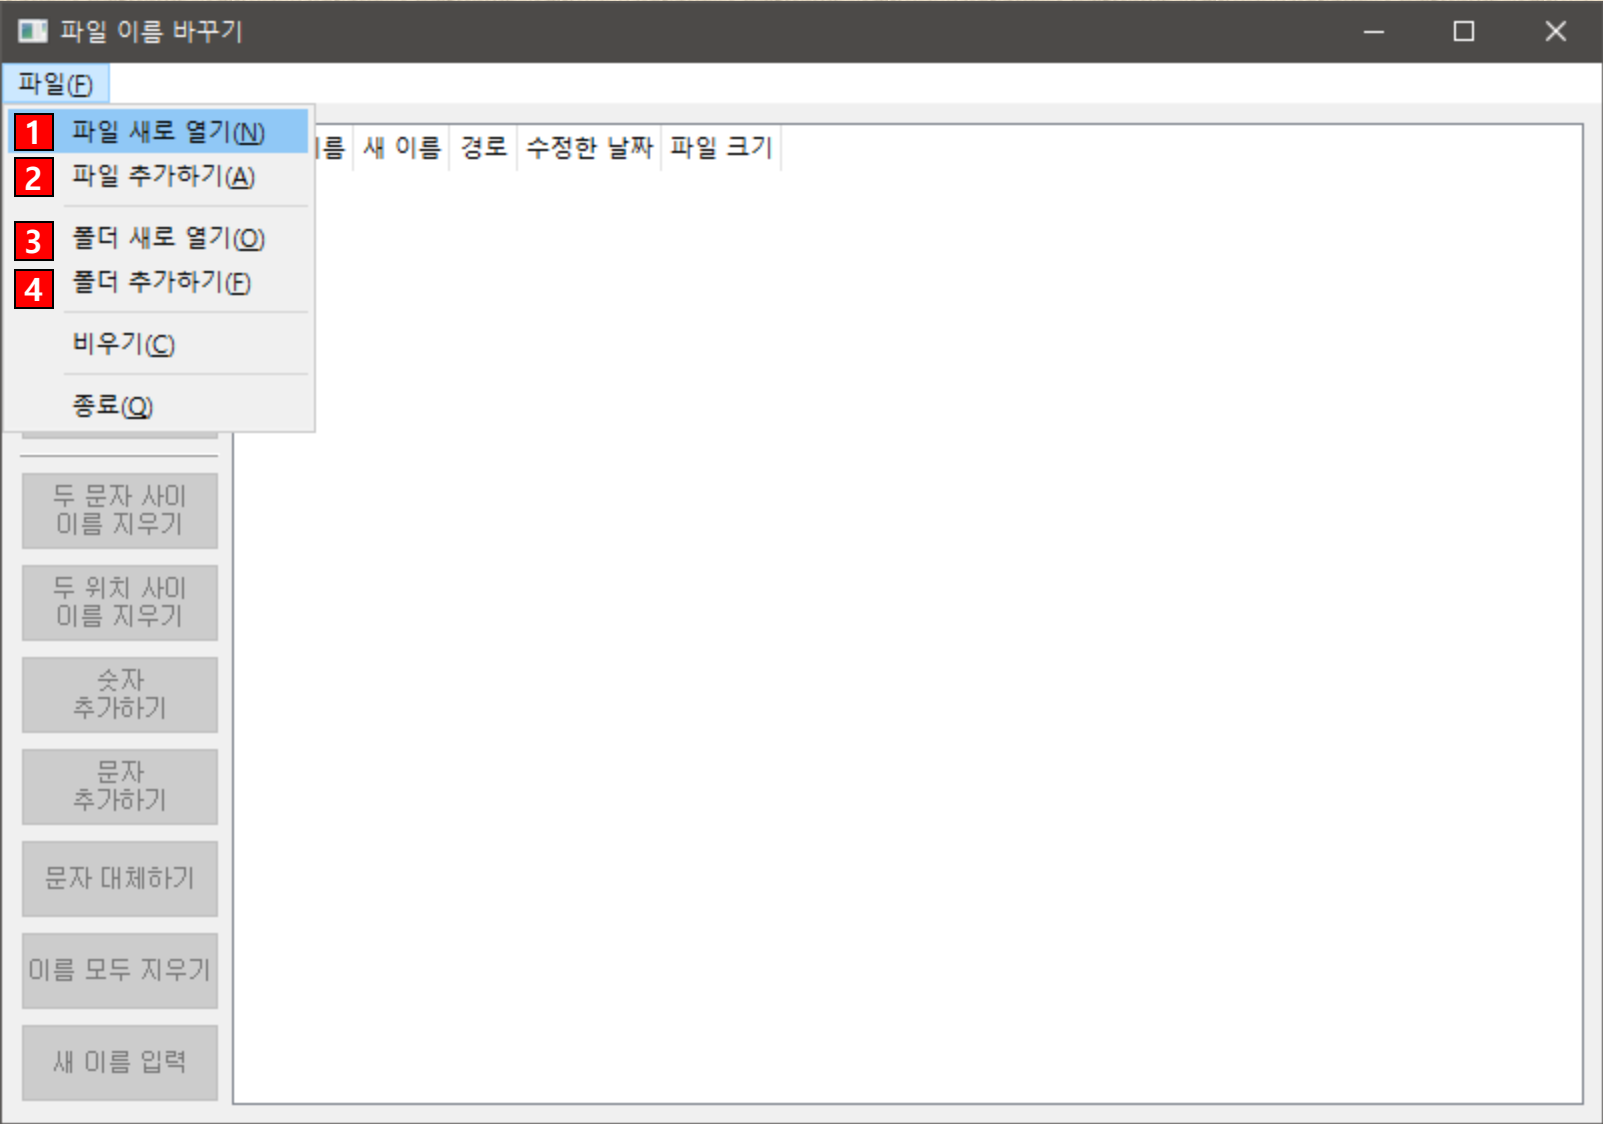 파일 이름 바꾸기
파일(F)
1 파일 새로 열기(N)
2 파일 추가하기(A)
3 폴더 새로 열기(O)
4 폴더 추가하기(F)
비우기(C)
종료(Q)
름 새 이름 경로 수정한 날짜 파일 크기
두 문자 사이
이름 지우기
두 위치 사이
이름 지우기
숫자
추가하기
문자
추가하기
문자 대체하기
이름 모두 지우기
새 이름 입력